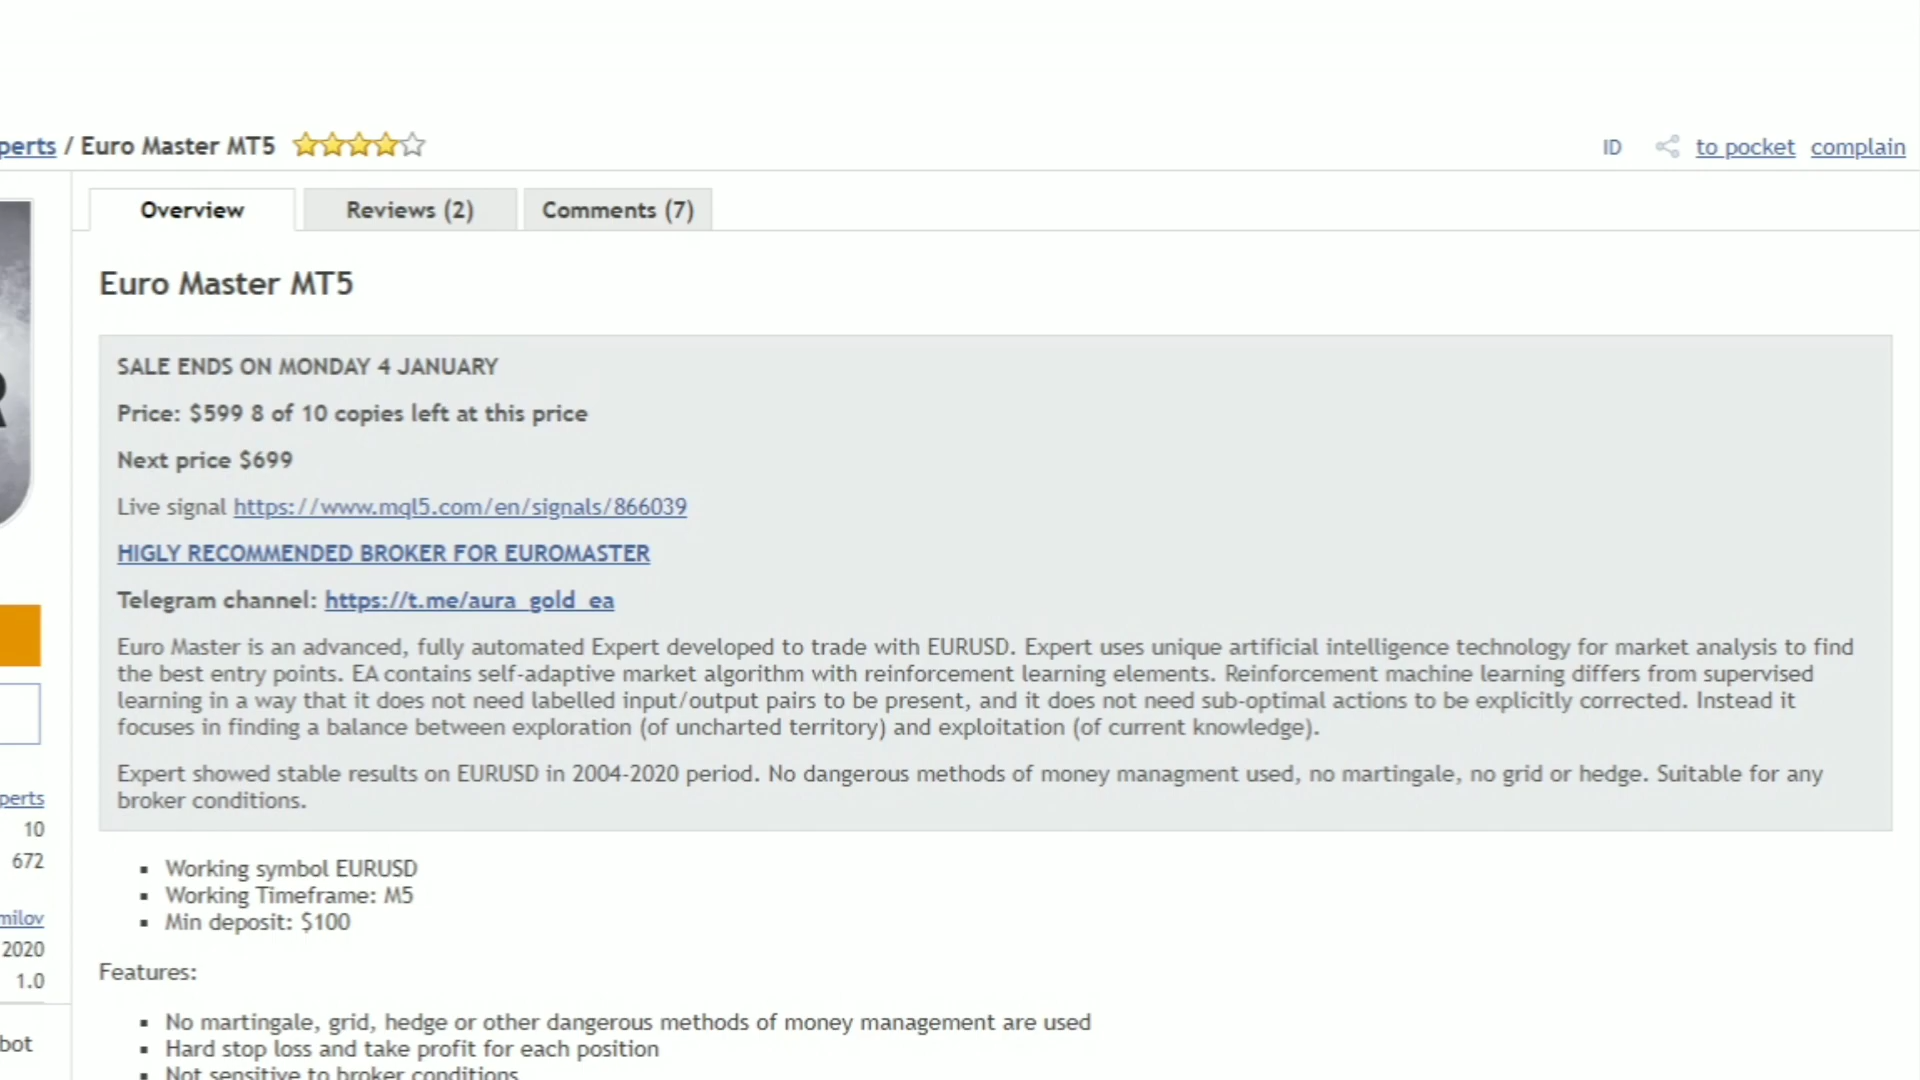 perts / Euro Master MT5
ID to pocket complain
Overview Reviews (2) Comments (7)
Euro Master MT5
SALE ENDS ON MONDAY 4 JANUARY
Price: $599 8 of 10 copies left at this price
Next price $699
Live signal https://www.mql5.com/en/signals/866039
HIGLY RECOMMENDED BROKER FOR EUROMASTER
Telegram channel: https://t.me/aura_gold_ea
Euro Master is an advanced, fully automated Expert developed to trade with EURUSD. Expert uses unique artificial intelligence technology for market analysis to find
the best entry points. EA contains self-adaptive market algorithm with reinforcement learning elements. Reinforcement machine learning differs from supervised
learning in a way that it does not need labelled input/output pairs to be present, and it does not need sub-optimal actions to be explicitly corrected. Instead it
focuses in finding a balance between exploration (of uncharted territory) and exploitation (of current knowledge).
Expert showed stable results on EURUSD in 2004-2020 period. No dangerous methods of money managment used, no martingale, no grid or hedge. Suitable for any
broker conditions.
perts
10
672
milov
2020
1.0
bot
Working symbol EURUSD
Working Timeframe: M5
Min deposit: $100
Features:
No martingale, grid, hedge or other dangerous methods of money management are used
Hard stop loss and take profit for each position
Not sensitive to broker conditions